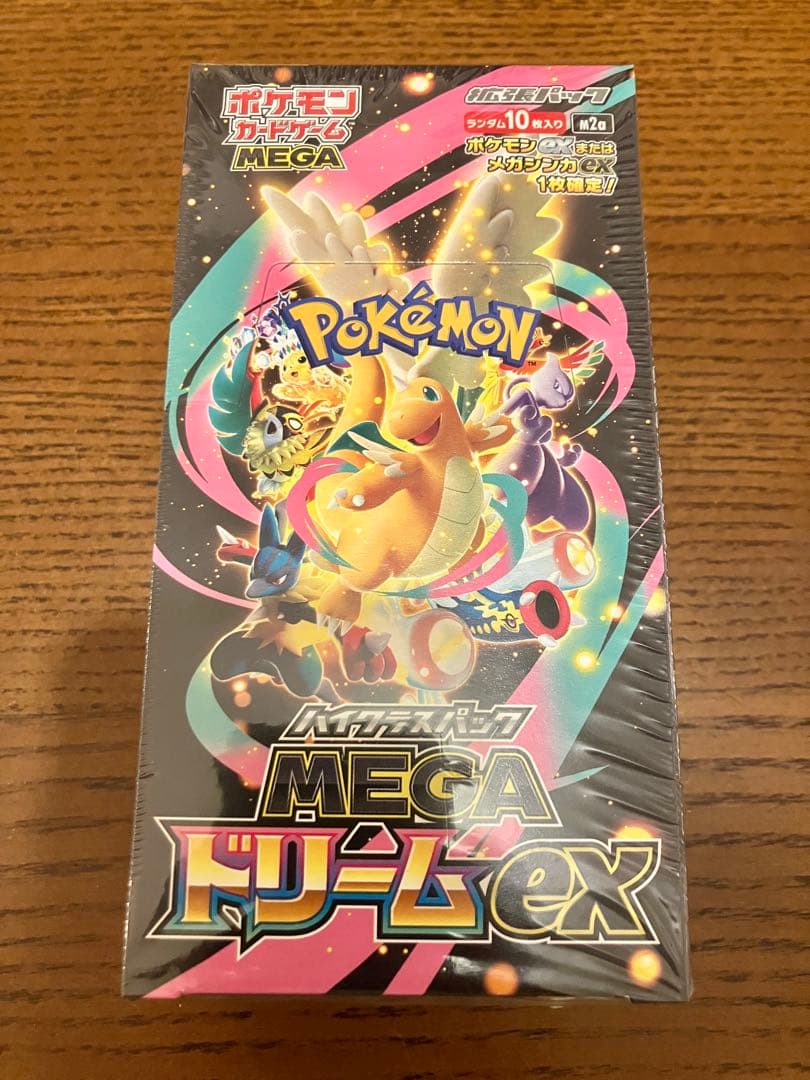 ポケモン
カードゲーム
MEGA
拡張パック
ランダム10枚入り M2a
ポケモンexまたは
メガシンカex
1枚確定!
POKéMON
TM
ハイクラスパック
MEGA
ドリームex